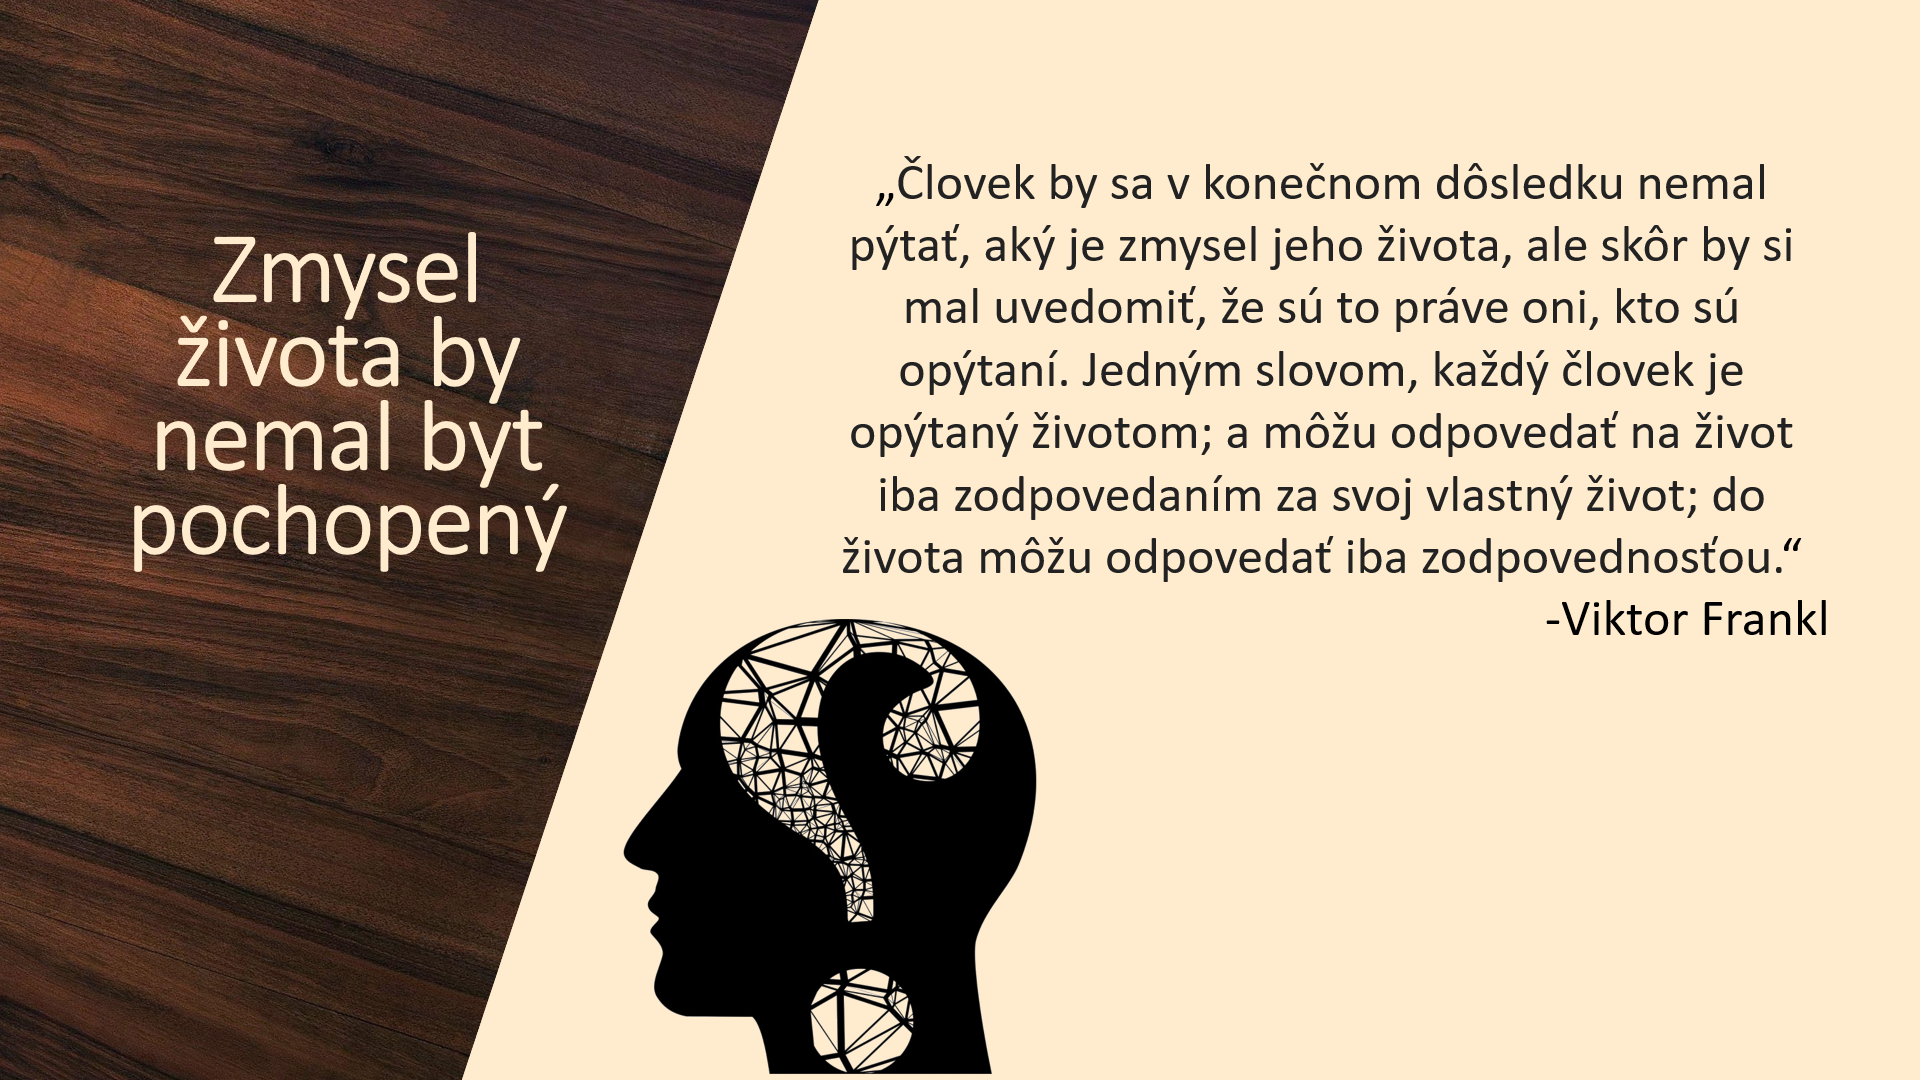 Zmysel
života by
nemal byt
pochopený
„Človek by sa v konečnom dôsledku nemal
pýtať, aký je zmysel jeho života, ale skôr by si
mal uvedomiť, že sú to práve oni, kto sú
opýtaní. Jedným slovom, každý človek je
opýtaný životom; a môžu odpovedať na život
iba zodpovedaním za svoj vlastný život; do
života môžu odpovedať iba zodpovednosťou.“
-Viktor Frankl